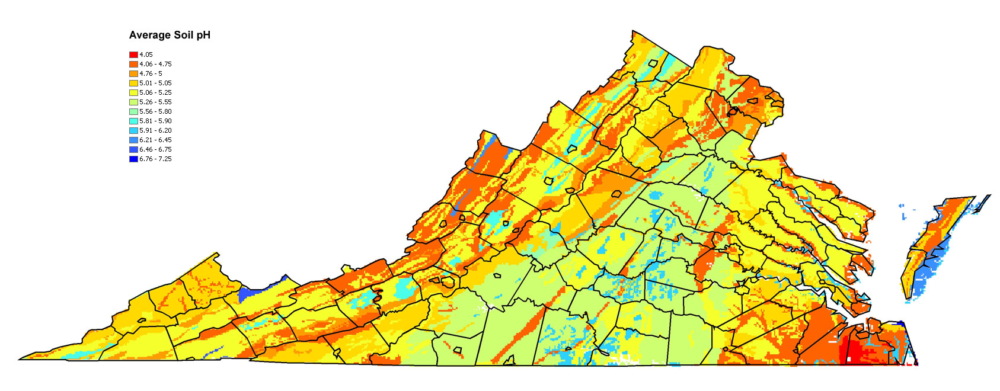 Average Soil pH
4.05
4.06 - 4.75
4.76 - 5
5.01 - 5.05
5.06 - 5.25
5.26 - 5.55
5.56 - 5.80
5.81 - 5.90
5.91 - 6.20
6.21 - 6.45
6.46 - 6.75
6.76 - 7.25